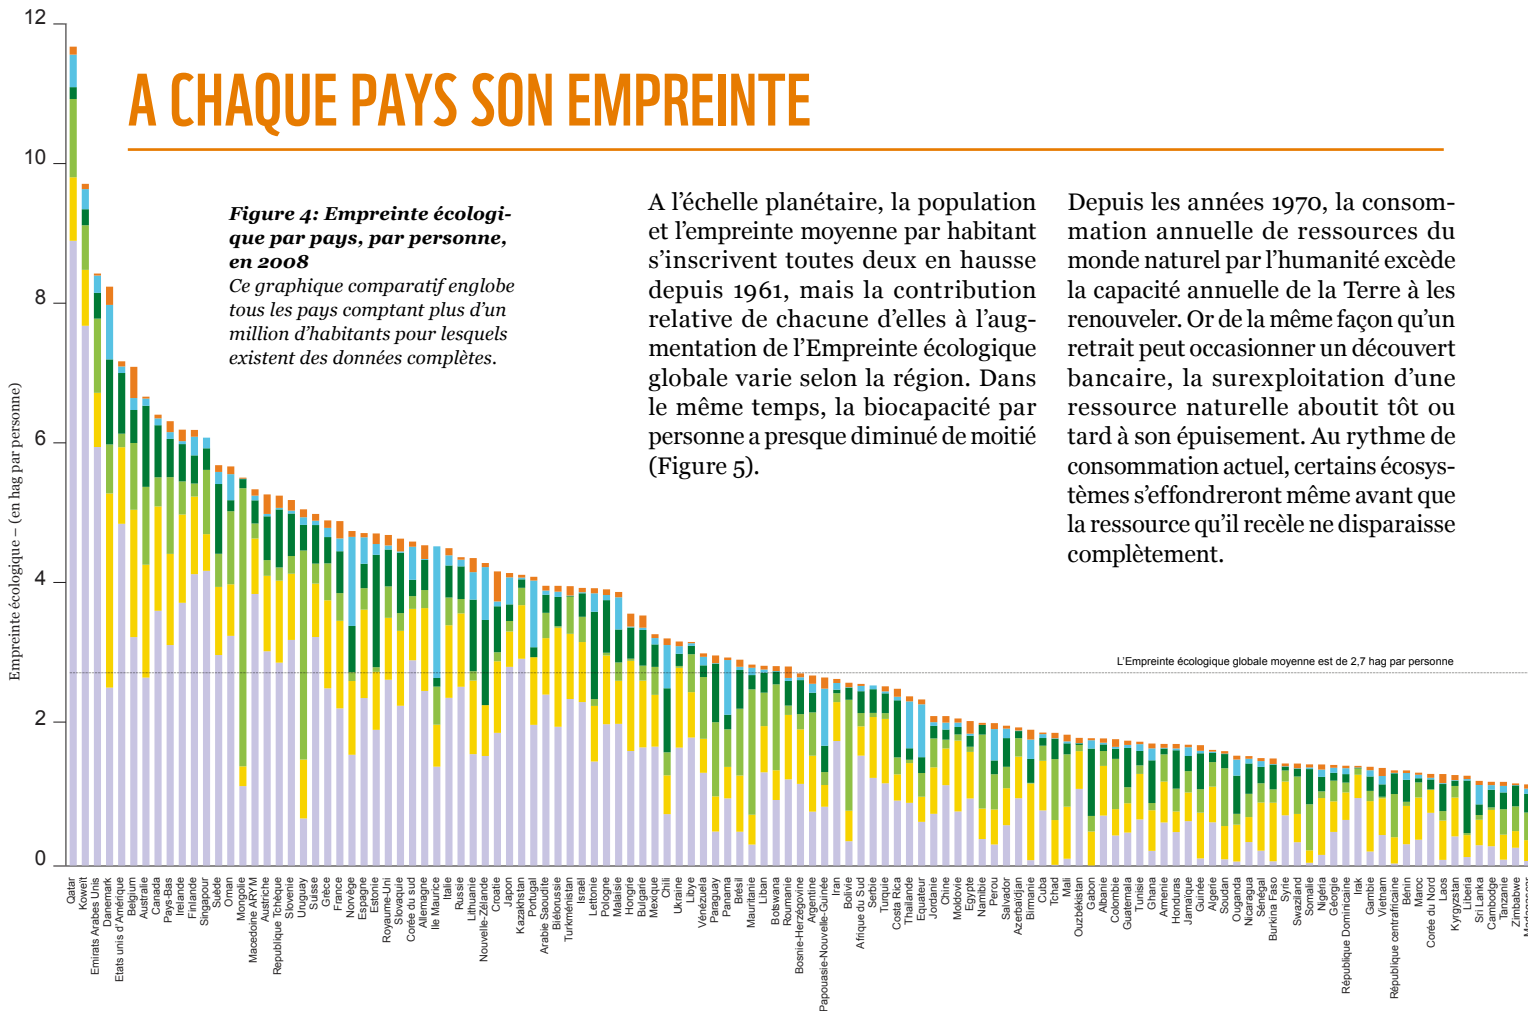 12
10
8
6
4
2
0
Empreinte écologique – (en hag par personne)
A CHAQUE PAYS SON EMPREINTE
Figure 4: Empreinte écologi-
que par pays, par personne,
en 2008
Ce graphique comparatif englobe
tous les pays comptant plus d’un
million d’habitants pour lesquels
existent des données complètes.
A l’échelle planétaire, la population
et l’empreinte moyenne par habitant
s’inscrivent toutes deux en hausse
depuis 1961, mais la contribution
relative de chacune d’elles à l’aug-
mentation de l’Empreinte écologique
globale varie selon la région. Dans
le même temps, la biocapacité par
personne a presque diminué de moitié
(Figure 5).
Depuis les années 1970, la consom-
mation annuelle de ressources du
monde naturel par l’humanité excède
la capacité annuelle de la Terre à les
renouveler. Or de la même façon qu’un
retrait peut occasionner un découvert
bancaire, la surexploitation d’une
ressource naturelle aboutit tôt ou
tard à son épuisement. Au rythme de
consommation actuel, certains écosys-
tèmes s’effondreront même avant que
la ressource qu’il recèle ne disparaisse
complètement.
L’Empreinte écologique globale moyenne est de 2,7 hag par personne
Qatar
Koweït
Emirats Arabes Unis
Danemark
Etats unis d’Amérique
Belgium
Australie
Canada
Pays-Bas
Irelande
Finlande
Singapour
Suède
Oman
Mongolie
Macedoine ARYM
Austriche
Republique Tchèque
Slovenie
Uruguay
Suisse
Grèce
France
Norvège
Espagne
Estonie
Royaume-Uni
Slovaquie
Corée du sud
Allemagne
Ile Maurice
Italie
Russie
Lithuanie
Nouvelle-Zélande
Croatie
Japon
Kazakhstan
Portugal
Arabie Saoudite
Biélorussie
Turkménistan
Israël
Lettonie
Pologne
Malaisie
Hongrie
Bulgarie
Mexique
Chili
Ukraine
Libye
Vénézuela
Paraguay
Panama
Brésil
Mauritanie
Liban
Botswana
Roumanie
Bosnie-Herzégovine
Argentine
Papouasie-Nouvelle-Guinée
Iran
Bolivie
Afrique du Sud
Serbie
Turquie
Costa Rica
Thaïlande
Equateur
Jordanie
Chine
Moldovie
Egypte
Namibie
Perou
Salvador
Azerbaïdjan
Birmanie
Cuba
Tchad
Mali
Ouzbékistan
Gabon
Albanie
Colombie
Guatemala
Tunisie
Ghana
Armenie
Honduras
Jamaïque
Guinée
Algerie
Soudan
Ouganda
Nicaragua
Sénégal
Burkina Faso
Syrie
Swaziland
Somalie
Nigéria
Géorgie
République Dominicaine
Irak
Gambie
Vietnam
République centrafricaine
Bénin
Maroc
Corée du Nord
Laos
Kyrgyzstan
Liberia
Sri Lanka
Cambodge
Tanzanie
Zimbabwe